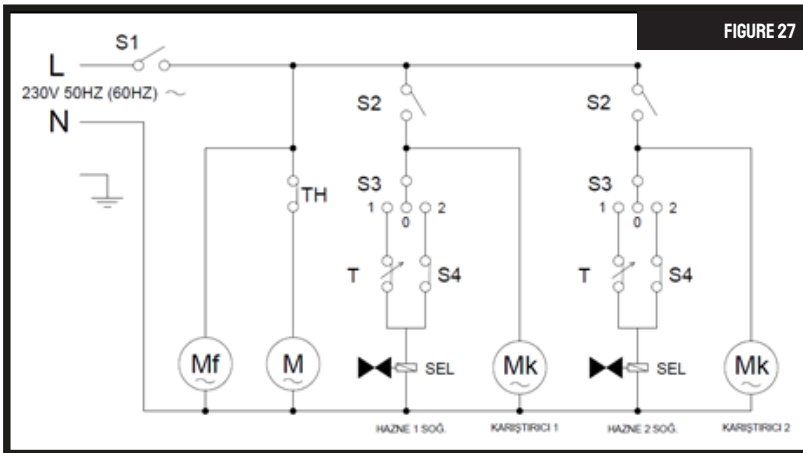 FIGURE 27
S1
L
230V 50HZ (60HZ) ~
N
S2
S2
S3
S3
TH
1 0 2
1 0 2
T
S4
T
S4
Mf
~
M
~
SEL
Mk
~
SEL
Mk
~
HAZNE 1 SOĞ.
KARIŞTIRICI 1
HAZNE 2 SOĞ.
KARIŞTIRICI 2